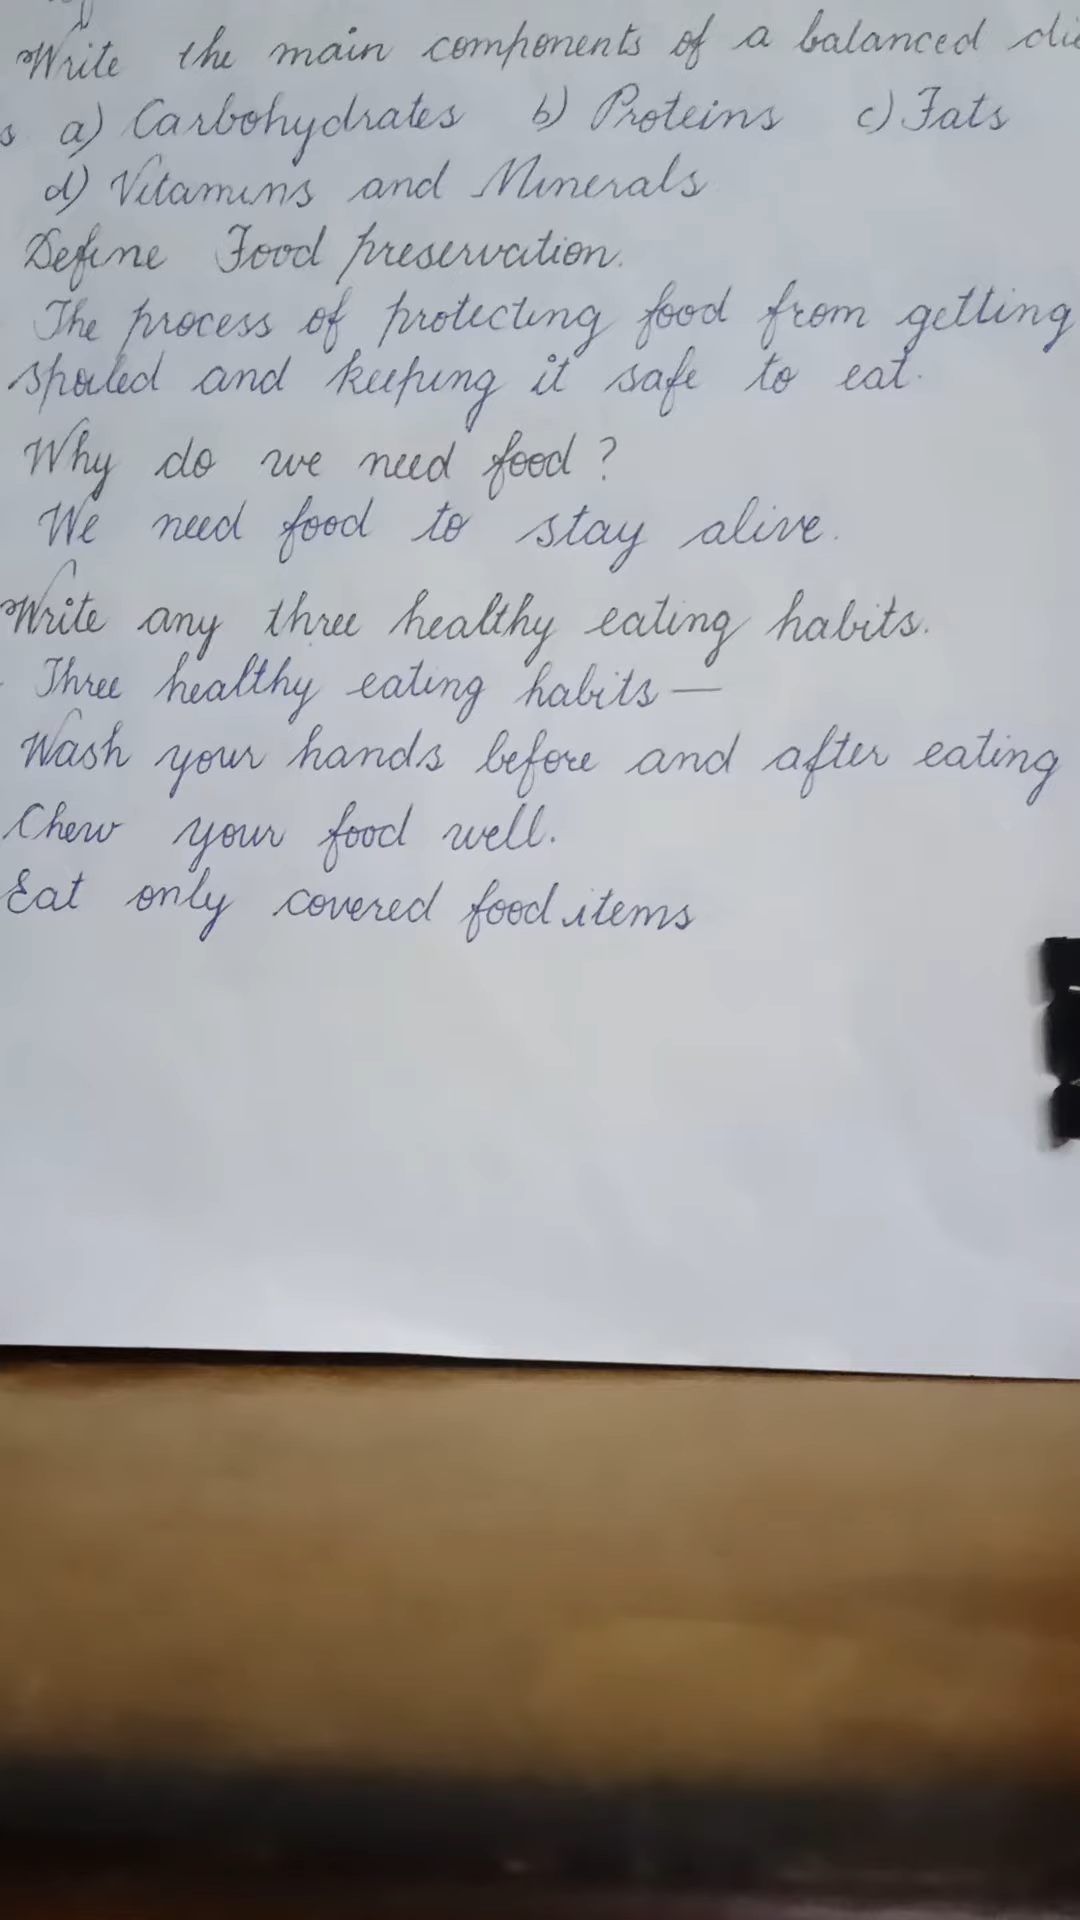 Write the main components of a balanced
s a) Carbohydrates b) Proteins c) Fats
d) Vitamins and Minerals
Define Food preservation.
The process of protecting food from getting
spoiled and keeping it safe to eat.
Why do we need food?
We need food to stay alive.
Write any three healthy eating habits.
Three healthy eating habits —
Wash your hands before and after eating
Chew your food well.
Eat only covered food items